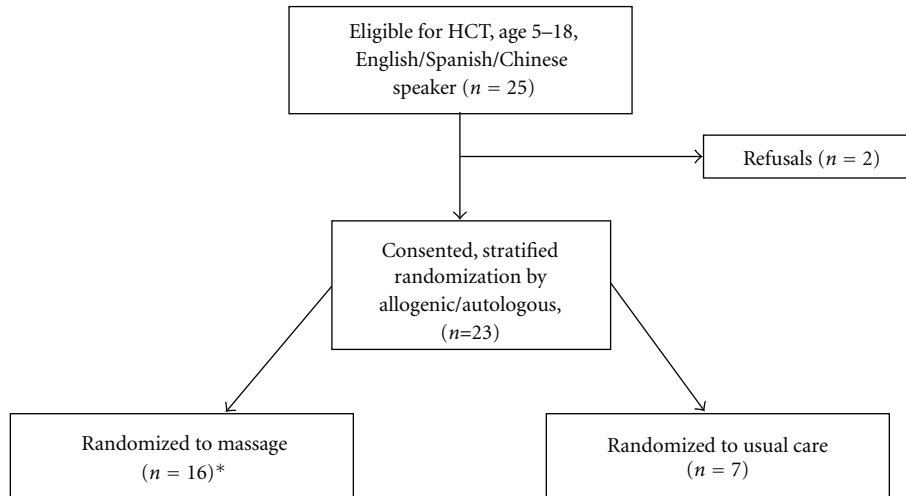 Eligible for HCT, age 5–18,
English/Spanish/Chinese
speaker (n = 25)
Refusals (n = 2)
Consented, stratified
randomization by
allogenic/autologous,
(n=23)
Randomized to massage
(n = 16)*
Randomized to usual care
(n = 7)